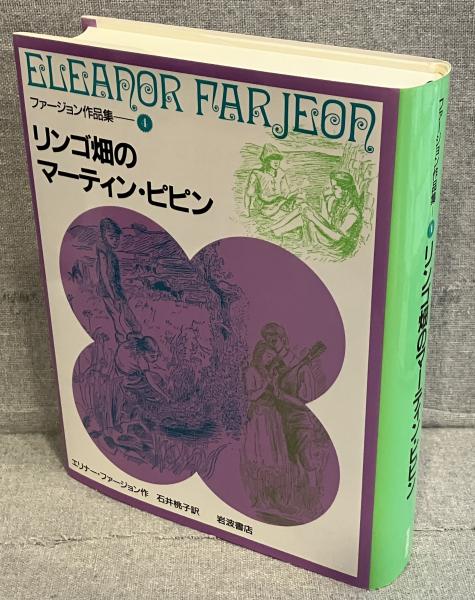 ELEANOR FARJEON
ファージョン作品集—4
リンゴ畑の
マーティン・ピピン
エリナー・ファージョン作 石井桃子訳 岩波書店
ファージョン作品集 4 リンゴ畑のマーティン・ピピン